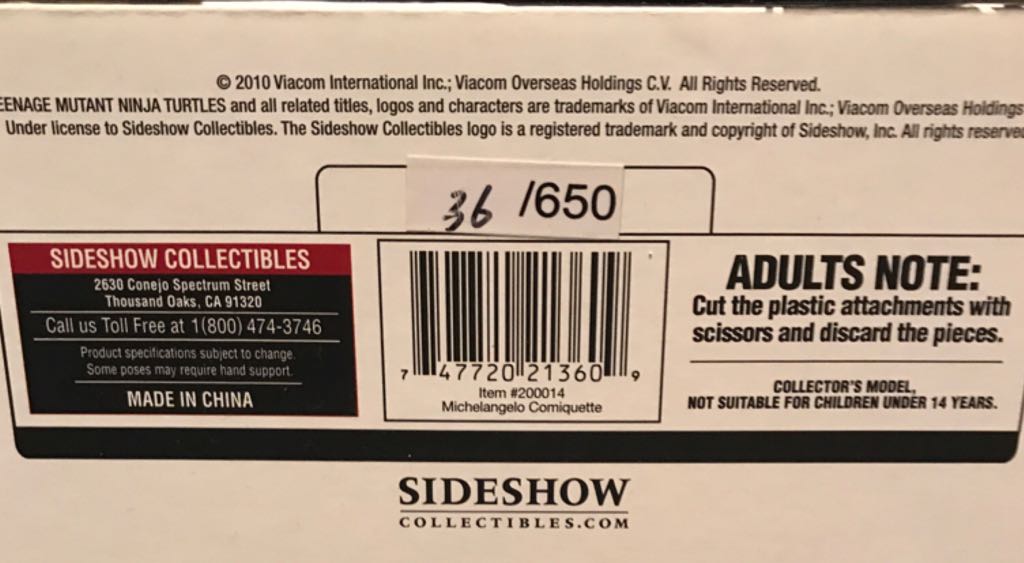 © 2010 Viacom International Inc.; Viacom Overseas Holdings C.V. All Rights Reserved.
EENAGE MUTANT NINJA TURTLES and all related titles, logos and characters are trademarks of Viacom International Inc.; Viacom Overseas Holdings
Under license to Sideshow Collectibles. The Sideshow Collectibles logo is a registered trademark and copyright of Sideshow, Inc. All rights reserved
36 /650
SIDESHOW COLLECTIBLES
2630 Conejo Spectrum Street
Thousand Oaks, CA 91320
Call us Toll Free at 1(800) 474-3746
Product specifications subject to change.
Some poses may require hand support.
MADE IN CHINA
7 47720 21360 9
Item #200014
Michelangelo Comiquette
ADULTS NOTE:
Cut the plastic attachments with
scissors and discard the pieces.
COLLECTOR'S MODEL,
NOT SUITABLE FOR CHILDREN UNDER 14 YEARS.
SIDESHOW
COLLECTIBLES.COM